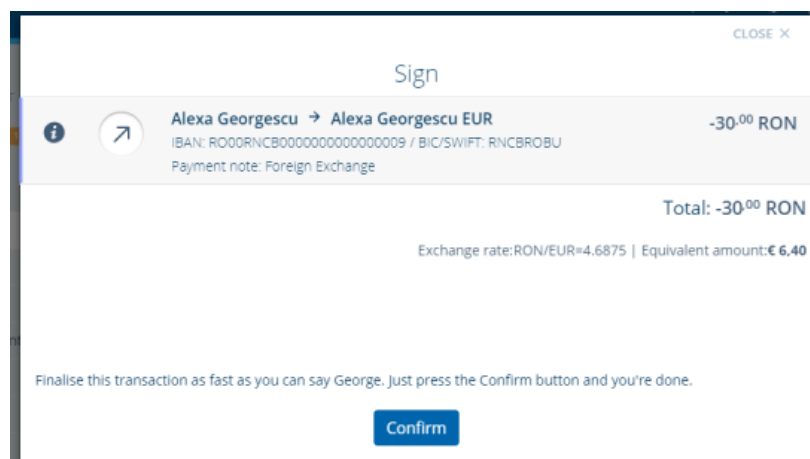 CLOSE ×
Sign
Alexa Georgescu → Alexa Georgescu EUR
-30.00 RON
IBAN: RO00RNCB0000000000000009 / BIC/SWIFT: RNCBROBU
Payment note: Foreign Exchange
Total: -30.00 RON
Exchange rate:RON/EUR=4.6875 | Equivalent amount:€ 6,40
Finalise this transaction as fast as you can say George. Just press the Confirm button and you're done.
Confirm